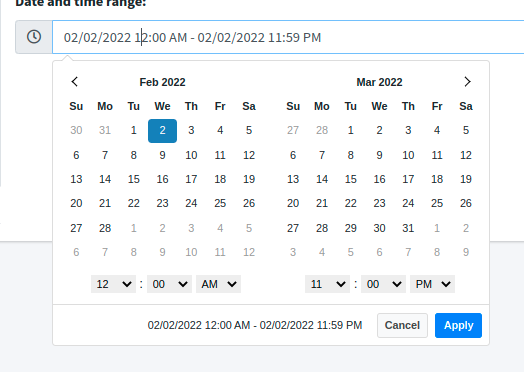 Date and time range:
02/02/2022 12:00 AM - 02/02/2022 11:59 PM
Feb 2022
Su Mo Tu We Th Fr Sa
30 31 1 2 3 4 5
6 7 8 9 10 11 12
13 14 15 16 17 18 19
20 21 22 23 24 25 26
27 28 1 2 3 4 5
6 7 8 9 10 11 12
12 : 00 AM
Mar 2022
Su Mo Tu We Th Fr Sa
27 28 1 2 3 4 5
6 7 8 9 10 11 12
13 14 15 16 17 18 19
20 21 22 23 24 25 26
27 28 29 30 31 1 2
3 4 5 6 7 8 9
11 : 00 PM
02/02/2022 12:00 AM - 02/02/2022 11:59 PM Cancel Apply